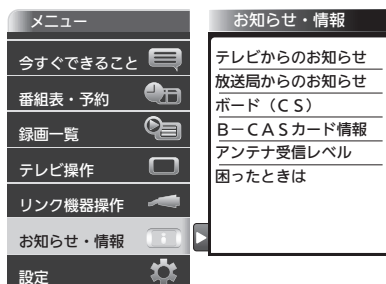 メニュー
今すぐできること
番組表・予約
録画一覧
テレビ操作
リンク機器操作
お知らせ・情報
設定
お知らせ・情報
テレビからのお知らせ
放送局からのお知らせ
ボード（ＣＳ）
Ｂ－ＣＡＳカード情報
アンテナ受信レベル
困ったときは